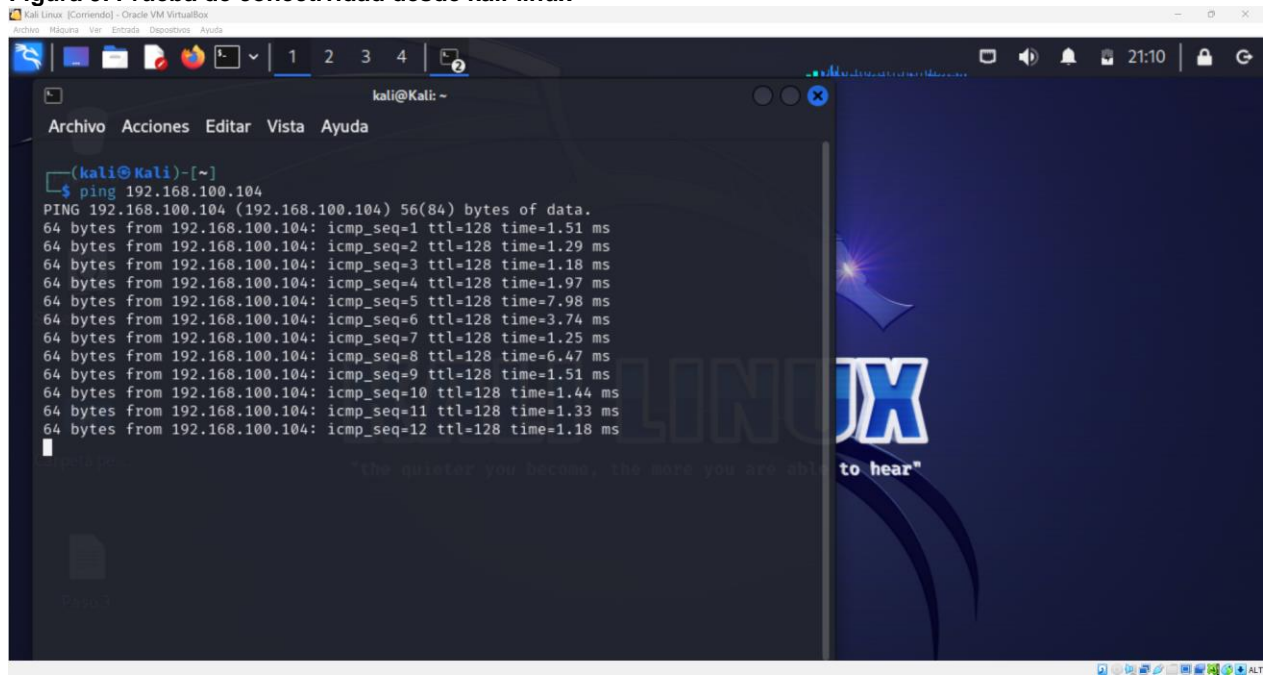 Figura 5. Prueba de conectividad desde kali linux
Kali Linux [Corriendo] - Oracle VM VirtualBox
Archivo Máquina Ver Entrada Dispositivos Ayuda
1 2 3 4
2
21:10
kali@Kali: ~
Archivo Acciones Editar Vista Ayuda
┌──(kali㉿Kali)-[~]
└─$ ping 192.168.100.104
PING 192.168.100.104 (192.168.100.104) 56(84) bytes of data.
64 bytes from 192.168.100.104: icmp_seq=1 ttl=128 time=1.51 ms
64 bytes from 192.168.100.104: icmp_seq=2 ttl=128 time=1.29 ms
64 bytes from 192.168.100.104: icmp_seq=3 ttl=128 time=1.18 ms
64 bytes from 192.168.100.104: icmp_seq=4 ttl=128 time=1.97 ms
64 bytes from 192.168.100.104: icmp_seq=5 ttl=128 time=7.98 ms
64 bytes from 192.168.100.104: icmp_seq=6 ttl=128 time=3.74 ms
64 bytes from 192.168.100.104: icmp_seq=7 ttl=128 time=1.25 ms
64 bytes from 192.168.100.104: icmp_seq=8 ttl=128 time=6.47 ms
64 bytes from 192.168.100.104: icmp_seq=9 ttl=128 time=1.51 ms
64 bytes from 192.168.100.104: icmp_seq=10 ttl=128 time=1.44 ms
64 bytes from 192.168.100.104: icmp_seq=11 ttl=128 time=1.33 ms
64 bytes from 192.168.100.104: icmp_seq=12 ttl=128 time=1.18 ms
KALI LINUX
"the quieter you become, the more you are able to hear"
ALT